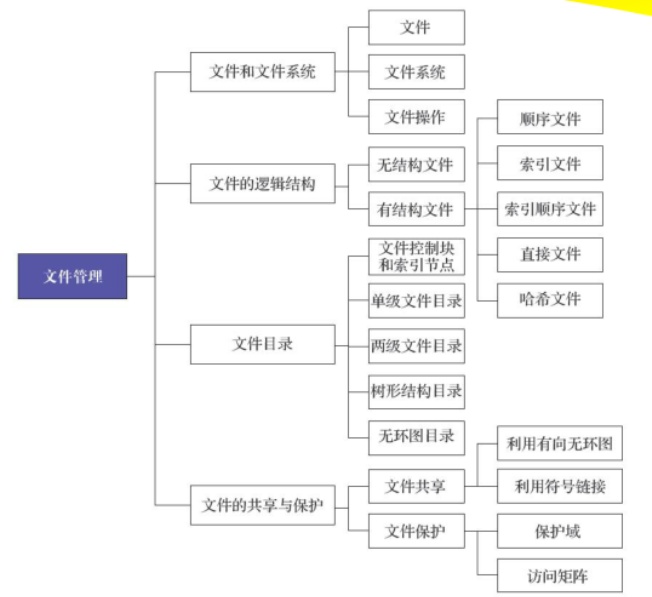 文件管理
文件和文件系统
文件
文件系统
文件操作
文件的逻辑结构
无结构文件
有结构文件
顺序文件
索引文件
索引顺序文件
直接文件
哈希文件
文件目录
文件控制块
和索引节点
单级文件目录
两级文件目录
树形结构目录
无环图目录
文件的共享与保护
文件共享
利用有向无环图
利用符号链接
文件保护
保护域
访问矩阵